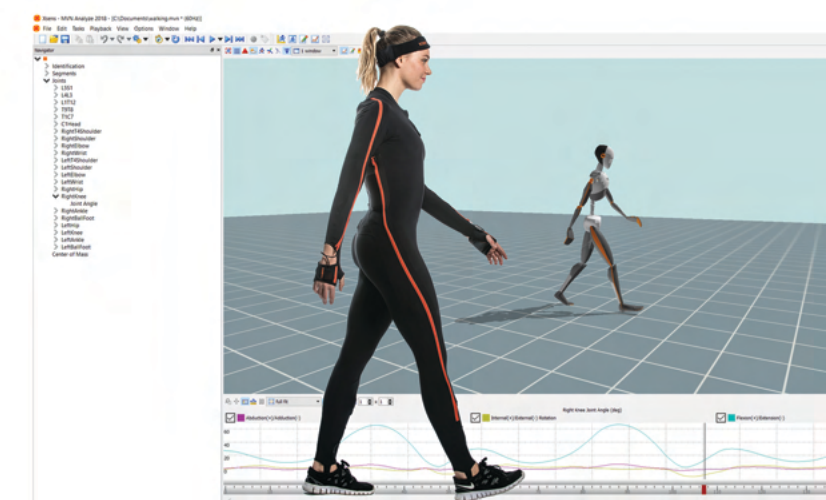 Xsens - MVN Analyze 2018 - [C:\Documents\walking.mvn * (60Hz)]
File Edit Tasks Playback View Options Window Help
Navigator
1 window
Identification
Segments
Joints
L5S1
L4L3
L1T12
T9T8
T1C7
C1Head
RightT4Shoulder
RightShoulder
RightElbow
RightWrist
LeftT4Shoulder
LeftShoulder
LeftElbow
LeftWrist
RightHip
RightKnee
Joint Angle
RightAnkle
RightBallFoot
LeftHip
LeftKnee
LeftAnkle
LeftBallFoot
Center of Mass
full fit
Right Knee Joint Angle (deg)
Abduction(+)/Adduction(-)
Internal(+)/External(-) Rotation
Flexion(+)/Extension(-)
60
40
20
0